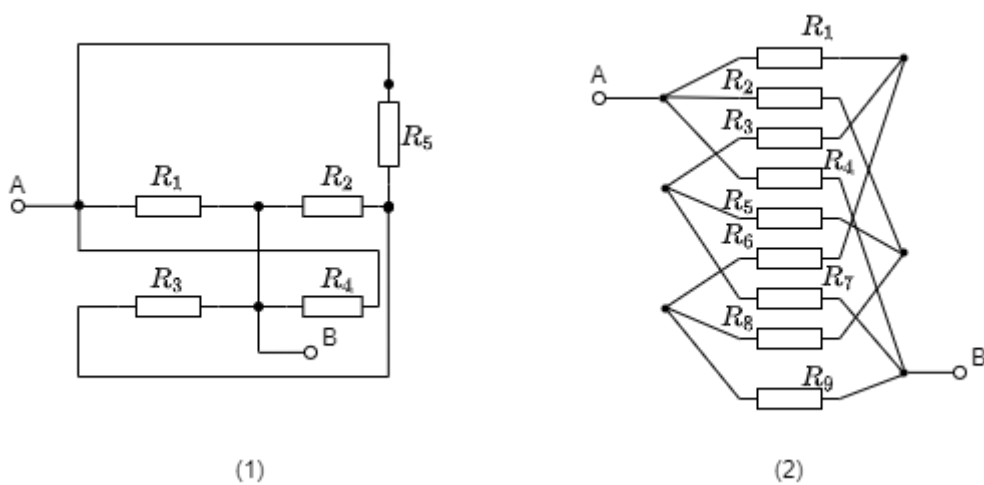 A
R₁
R₂
R₅
R₃
R₄
B
(1)
A
R₁
R₂
R₃
R₄
R₅
R₆
R₇
R₈
R₉
B
(2)